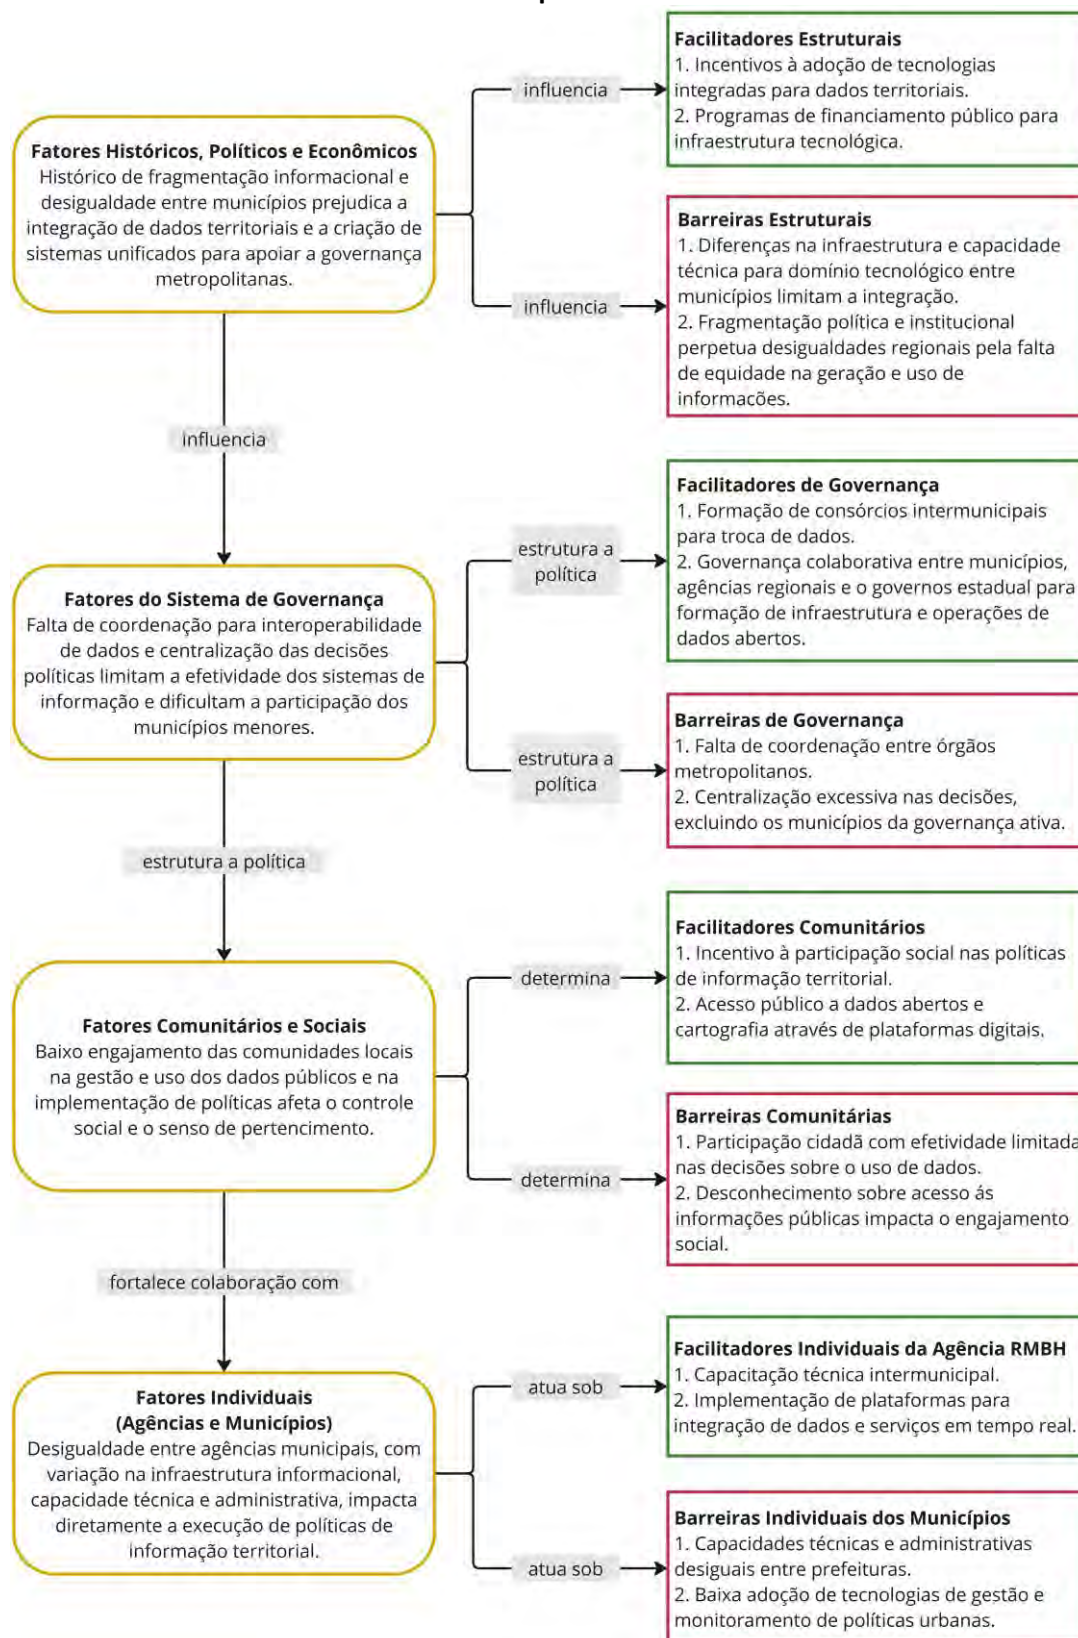 Facilitadores Estruturais
1. Incentivos à adoção de tecnologias
integradas para dados territoriais.
2. Programas de financiamento público para
infraestrutura tecnológica.
influencia
Fatores Históricos, Políticos e Econômicos
Histórico de fragmentação informacional e
desigualdade entre municípios prejudica a
integração de dados territoriais e a criação de
sistemas unificados para apoiar a governança
metropolitanas.
Barreiras Estruturais
1. Diferenças na infraestrutura e capacidade
técnica para domínio tecnológico entre
municípios limitam a integração.
2. Fragmentação política e institucional
perpetua desigualdades regionais pela falta
de equidade na geração e uso de
informacões.
influencia
influencia
Facilitadores de Governança
1. Formação de consórcios intermunicipais
para troca de dados.
2. Governança colaborativa entre municípios,
agências regionais e o governos estadual para
formação de infraestrutura e operações de
dados abertos.
estrutura a
política
Fatores do Sistema de Governança
Falta de coordenação para interoperabilidade
de dados e centralização das decisões
políticas limitam a efetividade dos sistemas de
informação e dificultam a participação dos
municípios menores.
Barreiras de Governança
1. Falta de coordenação entre órgãos
metropolitanos.
2. Centralização excessiva nas decisões,
excluindo os municípios da governança ativa.
estrutura a
política
estrutura a política
Facilitadores Comunitários
1. Incentivo à participação social nas políticas
de informação territorial.
2. Acesso público a dados abertos e
cartografia através de plataformas digitais.
determina
Fatores Comunitários e Sociais
Baixo engajamento das comunidades locais
na gestão e uso dos dados públicos e na
implementação de políticas afeta o controle
social e o senso de pertencimento.
Barreiras Comunitárias
1. Participação cidadã com efetividade limitada
nas decisões sobre o uso de dados.
2. Desconhecimento sobre acesso ás
informações públicas impacta o engajamento
social.
determina
fortalece colaboração com
Facilitadores Individuais da Agência RMBH
1. Capacitação técnica intermunicipal.
2. Implementação de plataformas para
integração de dados e serviços em tempo real.
atua sob
Fatores Individuais
(Agências e Municípios)
Desigualdade entre agências municipais, com
variação na infraestrutura informacional,
capacidade técnica e administrativa, impacta
diretamente a execução de políticas de
informação territorial.
Barreiras Individuais dos Municípios
1. Capacidades técnicas e administrativas
desiguais entre prefeituras.
2. Baixa adoção de tecnologias de gestão e
monitoramento de políticas urbanas.
atua sob